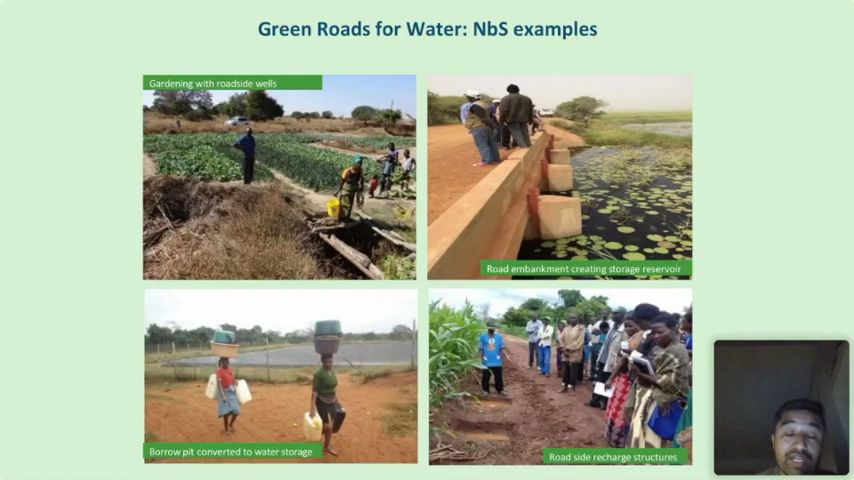 Green Roads for Water: NbS examples
Gardening with roadside wells
Road embankment creating storage reservoir
Borrow pit converted to water storage
Road side recharge structures